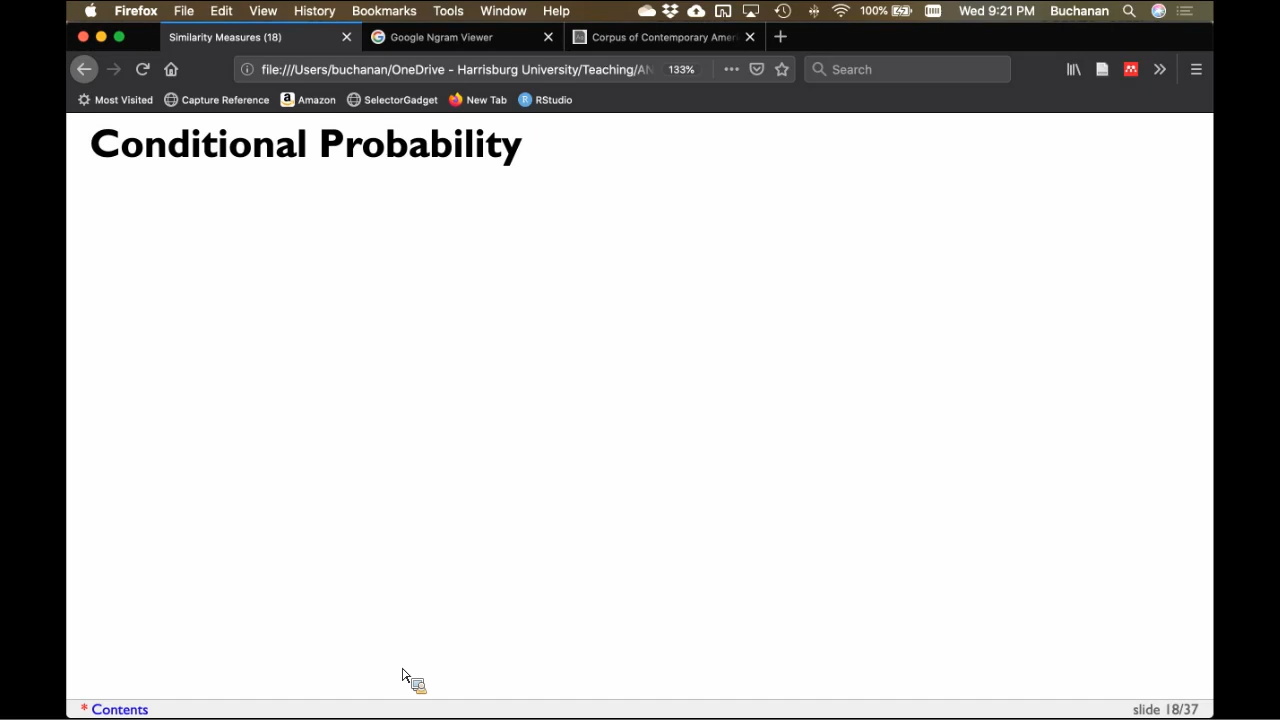 Firefox File Edit View History Bookmarks Tools Window Help 100% Wed 9:21 PM Buchanan
Similarity Measures (18) Google Ngram Viewer Corpus of Contemporary Amer
file:///Users/buchanan/OneDrive - Harrisburg University/Teaching/AN 133% Search
Most Visited Capture Reference Amazon SelectorGadget New Tab RStudio
Conditional Probability
* Contents slide 18/37